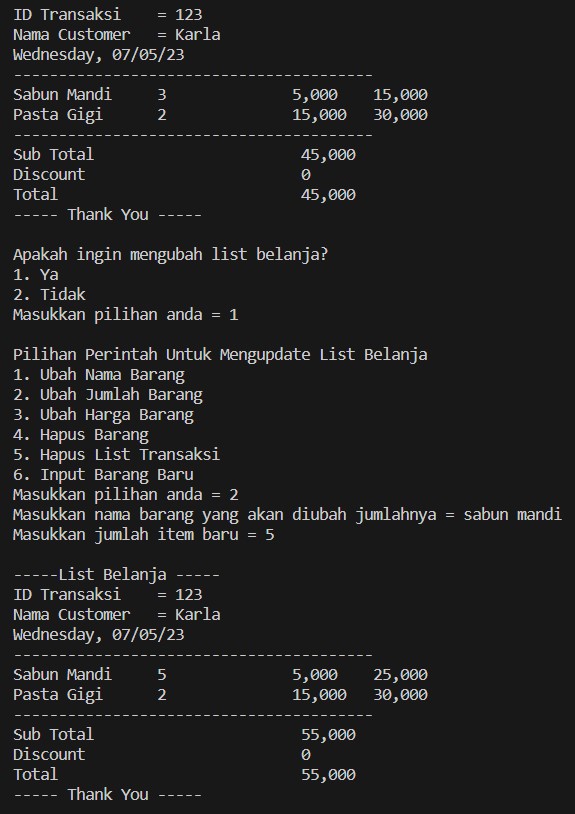 ID Transaksi    = 123
Nama Customer   = Karla
Wednesday, 07/05/23
----------------------------------------
Sabun Mandi     3              5,000    15,000
Pasta Gigi      2              15,000   30,000
----------------------------------------
Sub Total                       45,000
Discount                        0
Total                           45,000
----- Thank You -----

Apakah ingin mengubah list belanja?
1. Ya
2. Tidak
Masukkan pilihan anda = 1

Pilihan Perintah Untuk Mengupdate List Belanja
1. Ubah Nama Barang
2. Ubah Jumlah Barang
3. Ubah Harga Barang
4. Hapus Barang
5. Hapus List Transaksi
6. Input Barang Baru
Masukkan pilihan anda = 2
Masukkan nama barang yang akan diubah jumlahnya = sabun mandi
Masukkan jumlah item baru = 5

-----List Belanja -----
ID Transaksi    = 123
Nama Customer   = Karla
Wednesday, 07/05/23
----------------------------------------
Sabun Mandi     5              5,000    25,000
Pasta Gigi      2              15,000   30,000
----------------------------------------
Sub Total                       55,000
Discount                        0
Total                           55,000
----- Thank You -----